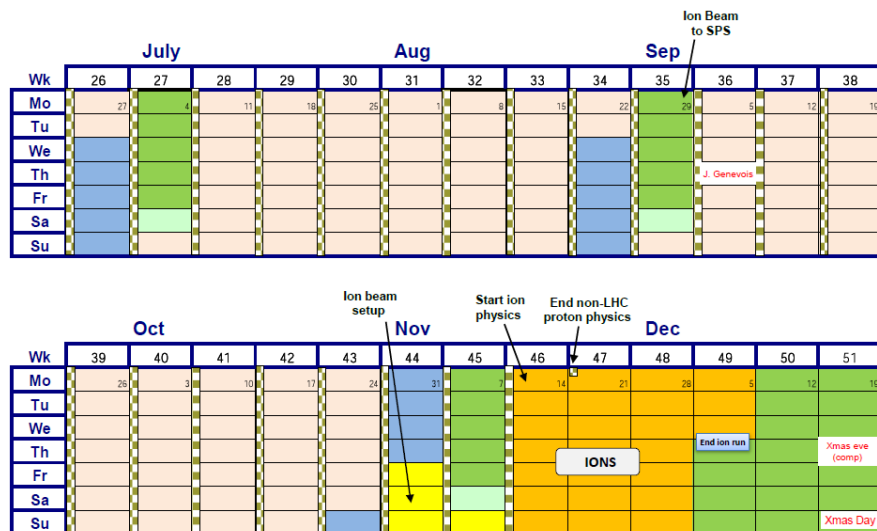 Ion Beam
to SPS
July Aug Sep
Wk 26 27 28 29 30 31 32 33 34 35 36 37 38
Mo 27 4 11 18 25 1 8 15 22 29 5 12 19
Tu
We
Th J. Genevois
Fr
Sa
Su
Ion beam
setup
Start ion
physics
End non-LHC
proton physics
Oct Nov Dec
Wk 39 40 41 42 43 44 45 46 47 48 49 50 51
Mo 26 3 10 17 24 31 7 14 21 28 5 12 19
Tu
We
End ion run
Th
Xmas eve
(comp)
IONS
Fr
Sa
Su Xmas Day